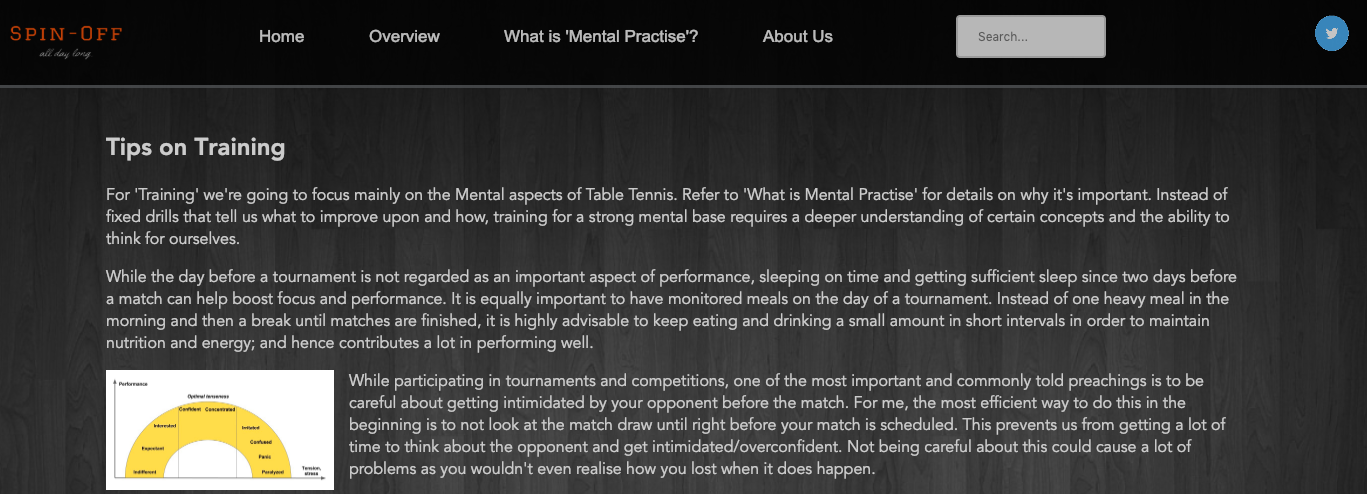 SPIN-OFF
all day long
Home
Overview
What is 'Mental Practise'?
About Us
Search...
Tips on Training
For 'Training' we're going to focus mainly on the Mental aspects of Table Tennis. Refer to 'What is Mental Practise' for details on why it's important. Instead of
fixed drills that tell us what to improve upon and how, training for a strong mental base requires a deeper understanding of certain concepts and the ability to
think for ourselves.
While the day before a tournament is not regarded as an important aspect of performance, sleeping on time and getting sufficient sleep since two days before
a match can help boost focus and performance. It is equally important to have monitored meals on the day of a tournament. Instead of one heavy meal in the
morning and then a break until matches are finished, it is highly advisable to keep eating and drinking a small amount in short intervals in order to maintain
nutrition and energy; and hence contributes a lot in performing well.
Performance
Optimal tenseness
Confident Concentrated
Interested
Irritated
Expectant
Confused
Panic
Indifferent
Paralyzed
Tension,
stress
While participating in tournaments and competitions, one of the most important and commonly told preachings is to be
careful about getting intimidated by your opponent before the match. For me, the most efficient way to do this in the
beginning is to not look at the match draw until right before your match is scheduled. This prevents us from getting a lot of
time to think about the opponent and get intimidated/overconfident. Not being careful about this could cause a lot of
problems as you wouldn't even realise how you lost when it does happen.